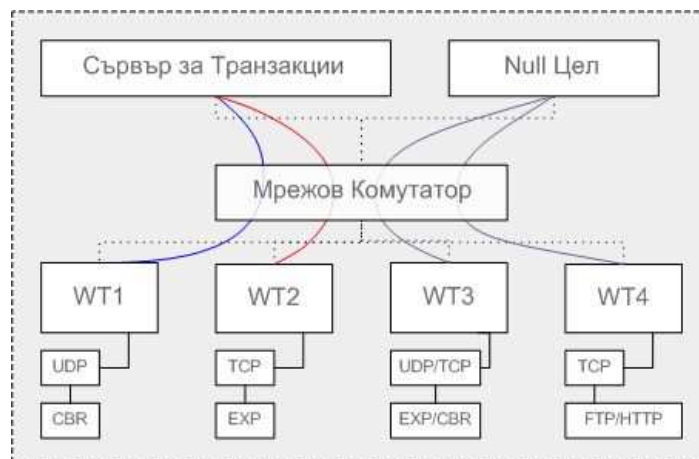 Сървър за Транзакции
Null Цел
Мрежов Комутатор
WT1
WT2
WT3
WT4
UDP
TCP
UDP/TCP
TCP
CBR
EXP
EXP/CBR
FTP/HTTP